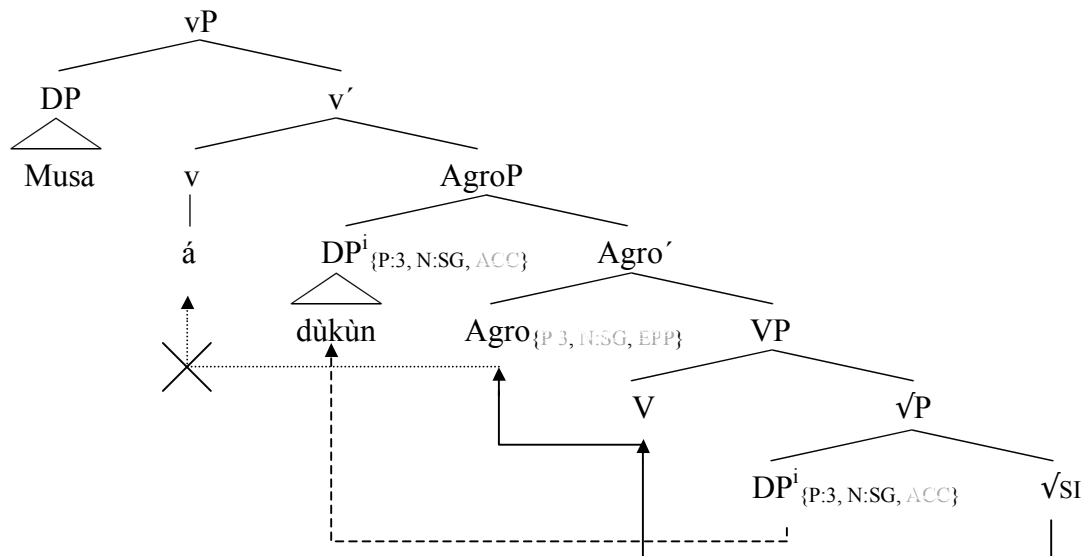 vP
DP v´
Musa v AgroP
á DPⁱ{P:3, N:SG, ACC} Agro´
dùkùn Agro{P 3, N:SG, EPP} VP
V √P
DPⁱ{P:3, N:SG, ACC} √SI